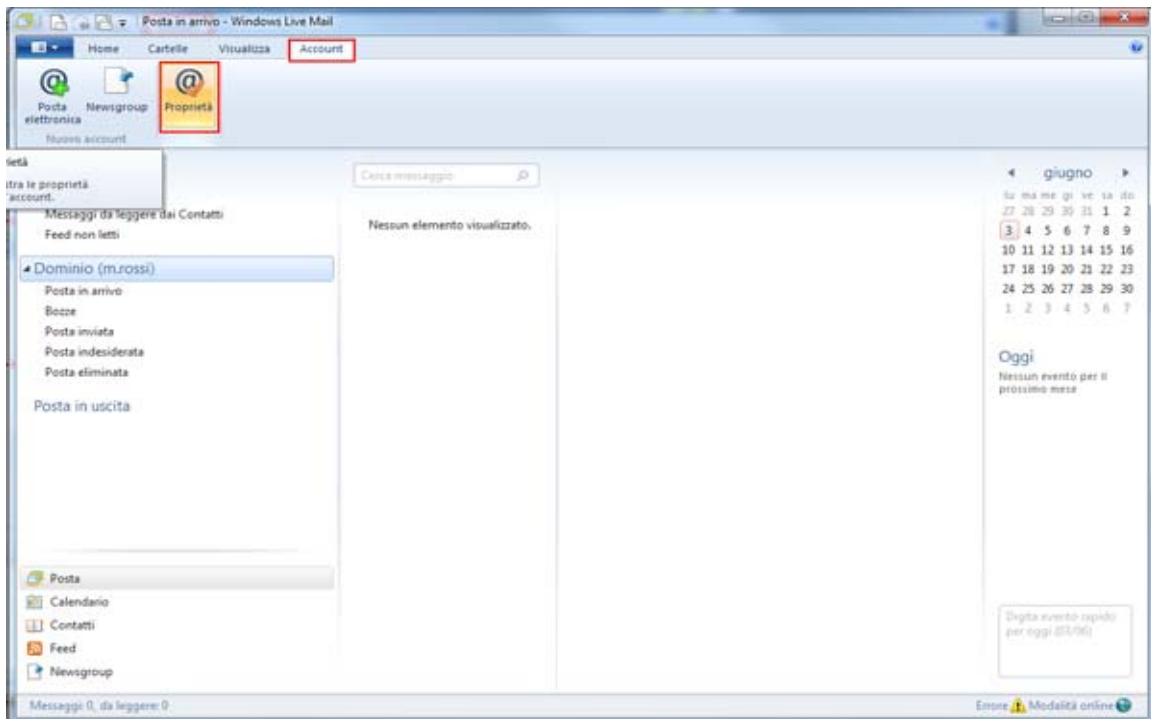 Posta in arrivo - Windows Live Mail
Home Cartelle Visualizza Account
Posta elettronica
Newsgroup
Proprietà
Nuovo account
rietà
stra le proprietà
'account.
Messaggi da leggere dai Contatti
Feed non letti
Dominio (m.rossi)
Posta in arrivo
Bozze
Posta inviata
Posta indesiderata
Posta eliminata
Posta in uscita
Posta
Calendario
Contatti
Feed
Newsgroup
Cerca messaggio
Nessun elemento visualizzato.
giugno
lu ma me gi ve sa do
27 28 29 30 31 1 2
3 4 5 6 7 8 9
10 11 12 13 14 15 16
17 18 19 20 21 22 23
24 25 26 27 28 29 30
1 2 3 4 5 6 7
Oggi
Nessun evento per il
prossimo mese
Digita evento rapido
per oggi (03/06)
Messaggi: 0, da leggere: 0
Errore Modalità online